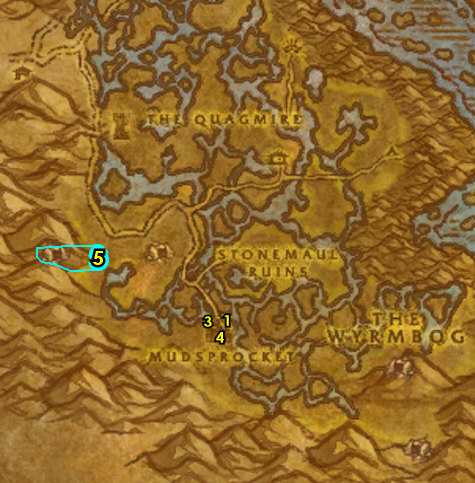 THE QUAGMIRE
5
STONEMAUL
RUINS
3 1
4
THE
WYRMBOG
MUDSPROCKET